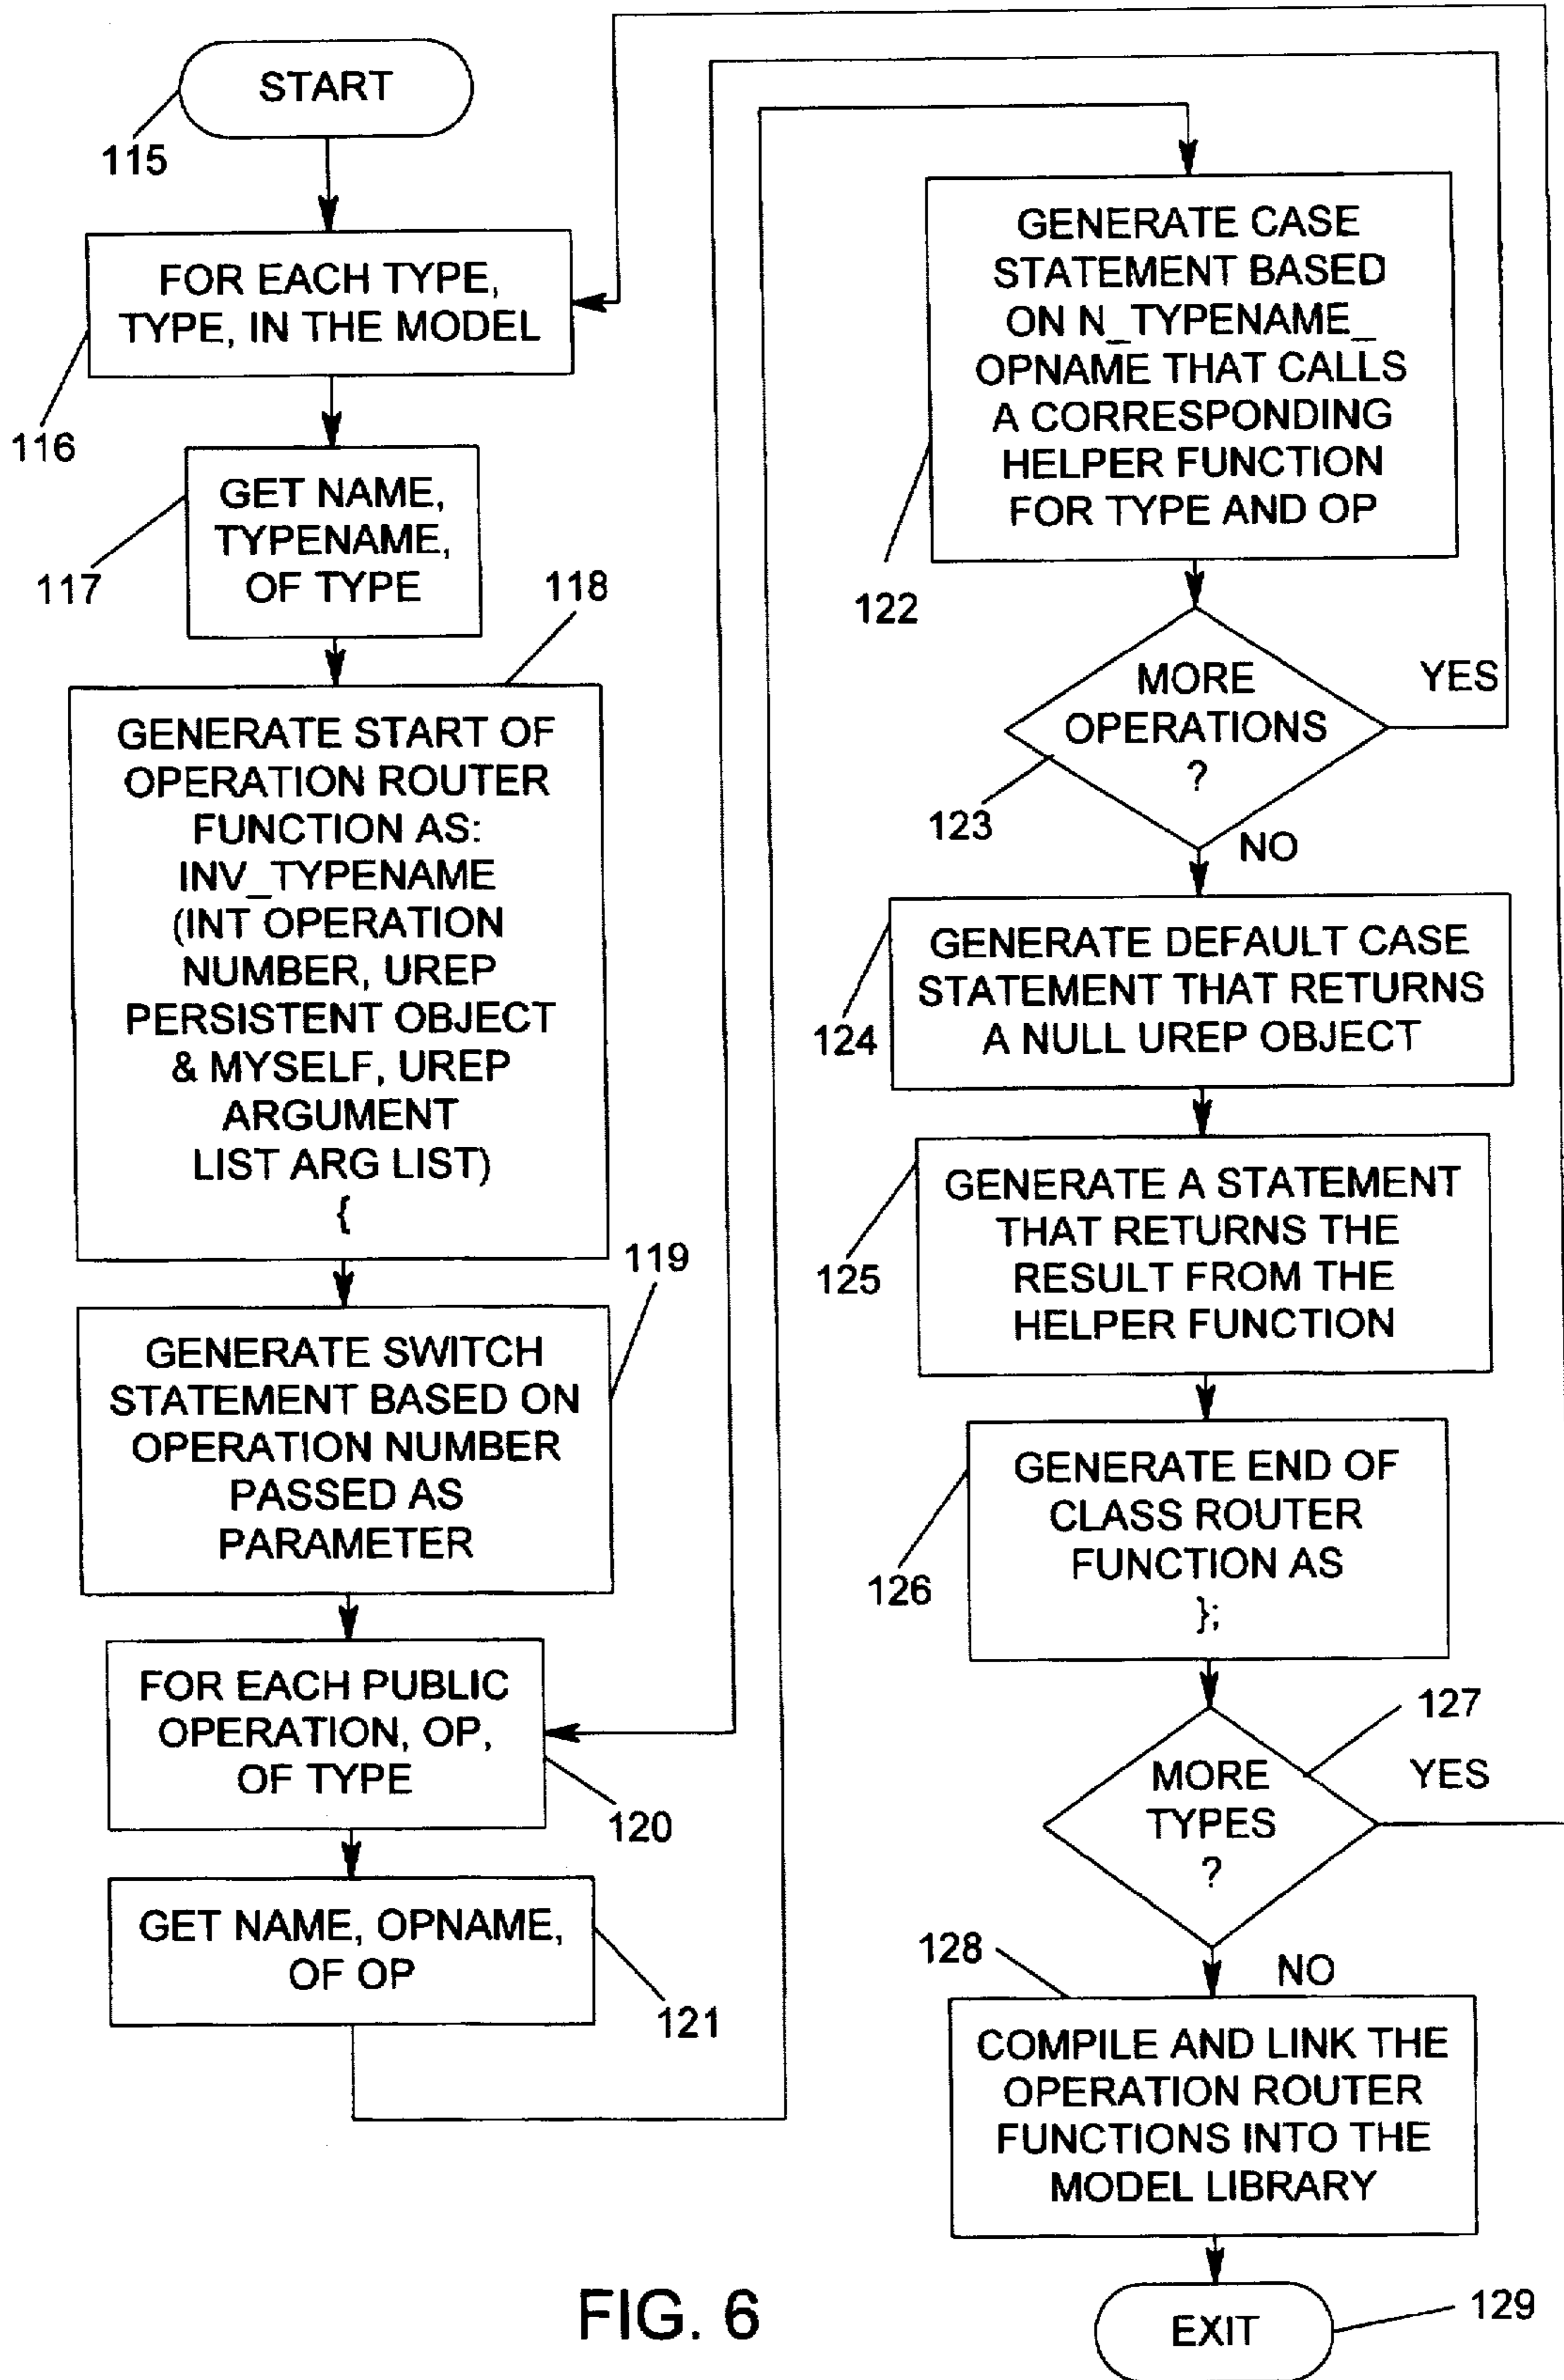 START
115
FOR EACH TYPE,
TYPE, IN THE MODEL
116
GET NAME,
TYPENAME,
OF TYPE
117
118
GENERATE START OF
OPERATION ROUTER
FUNCTION AS:
INV_TYPENAME
(INT OPERATION
NUMBER, UREP
PERSISTENT OBJECT
& MYSELF, UREP
ARGUMENT
LIST ARG LIST)
{
119
GENERATE SWITCH
STATEMENT BASED ON
OPERATION NUMBER
PASSED AS
PARAMETER
FOR EACH PUBLIC
OPERATION, OP,
OF TYPE
120
GET NAME, OPNAME,
OF OP
121
GENERATE CASE
STATEMENT BASED
ON N_TYPENAME_
OPNAME THAT CALLS
A CORRESPONDING
HELPER FUNCTION
FOR TYPE AND OP
122
MORE
OPERATIONS
?
YES
123
NO
GENERATE DEFAULT CASE
STATEMENT THAT RETURNS
A NULL UREP OBJECT
124
GENERATE A STATEMENT
THAT RETURNS THE
RESULT FROM THE
HELPER FUNCTION
125
GENERATE END OF
CLASS ROUTER
FUNCTION AS
};
126
127
MORE
TYPES
?
YES
128
NO
COMPILE AND LINK THE
OPERATION ROUTER
FUNCTIONS INTO THE
MODEL LIBRARY
EXIT
129
FIG. 6